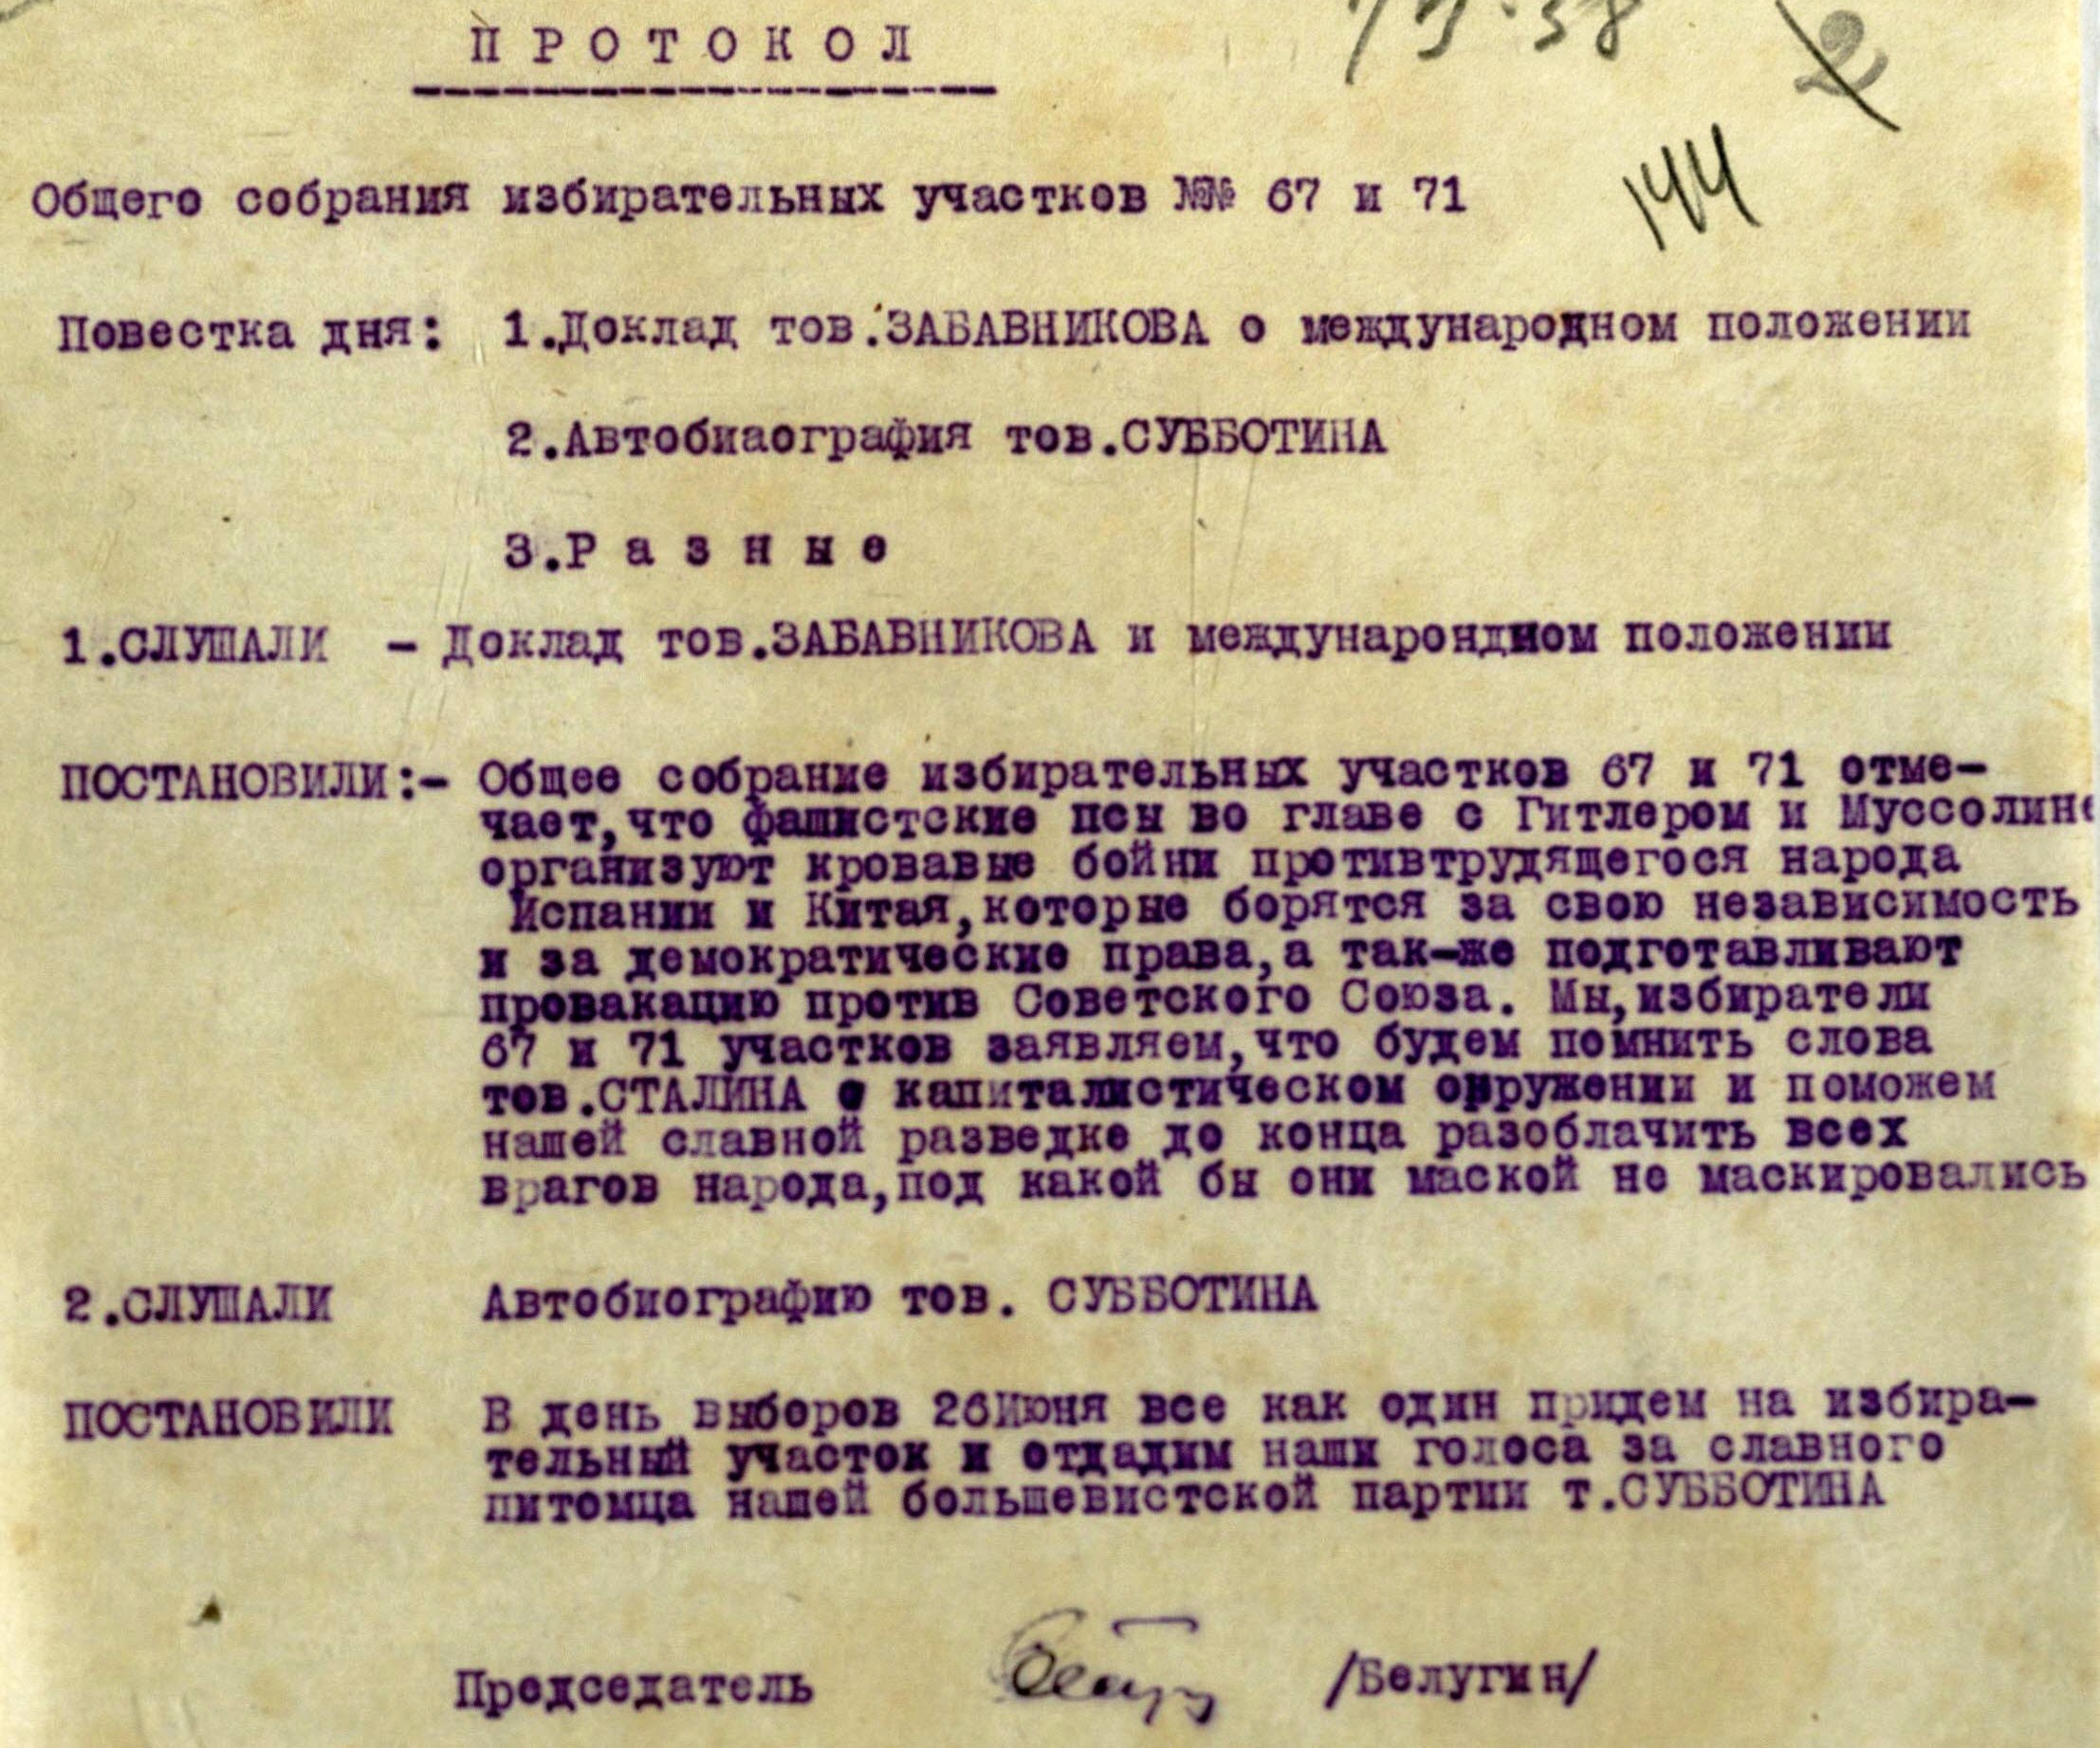 ПРОТОКОЛ
2
144
Общего собрания избирательных участков №№ 67 и 71
Повестка дня: 1.Доклад тов.ЗАБАВНИКОВА о международном положении
2.Автобиаография тов.СУББОТИНА
3.Разные
1.СЛУШАЛИ - Доклад тов.ЗАБАВНИКОВА и международном положении
ПОСТАНОВИЛИ:- Общее собрание избирательных участков 67 и 71 отме-
чает,что фашистские псы во главе с Гитлером и
организуют кровавые бойни противтрудящегося народа
Испании и Китая,которые борятся за свою независимость
и за демократические права,а так-же подготавливают
провакацию против Советского Союза. Мы,избиратели
67 и 71 участков заявляем,что будем помнить слова
тов.СТАЛИНА о капиталистическом окружении и поможем
нашей славной разведке до конца разоблачить всех
врагов народа,под какой бы они маской не маскировались
2.СЛУШАЛИ Автобиографию тов. СУББОТИНА
ПОСТАНОВИЛИ В день выборов 26Июня все как один придем на избира-
тельный участок и отдадим наши голоса за славного
питомца нашей большевистской партии т.СУББОТИНА
Председатель /Белугин/